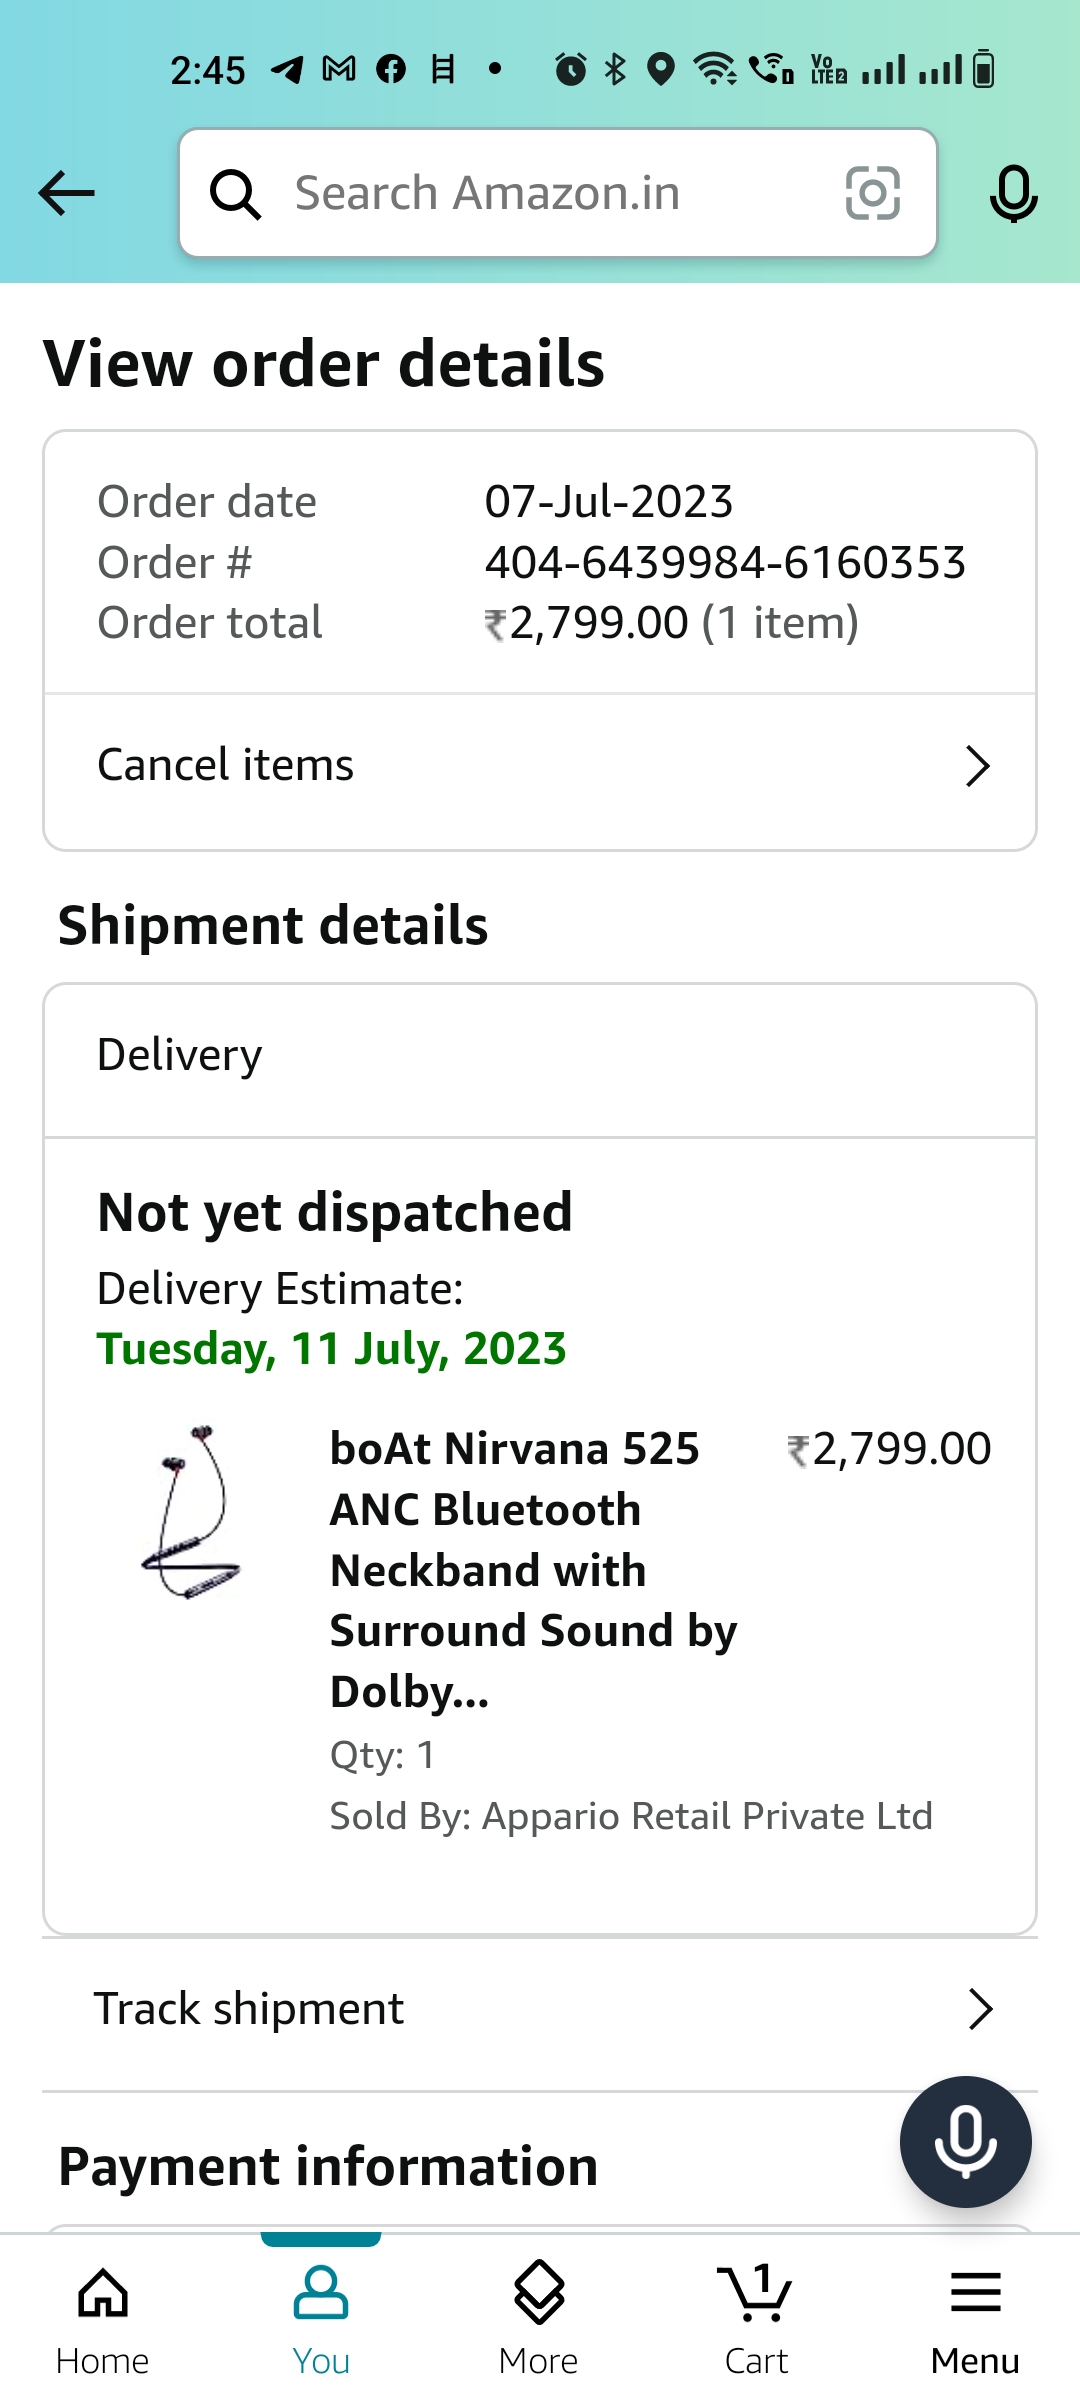 2:45
Vo
LTE2
Search Amazon.in
View order details
Order date 07-Jul-2023
Order # 404-6439984-6160353
Order total ₹2,799.00 (1 item)
Cancel items
Shipment details
Delivery
Not yet dispatched
Delivery Estimate:
Tuesday, 11 July, 2023
boAt Nirvana 525 ₹2,799.00
ANC Bluetooth
Neckband with
Surround Sound by
Dolby...
Qty: 1
Sold By: Appario Retail Private Ltd
Track shipment
Payment information
1
Home You More Cart Menu